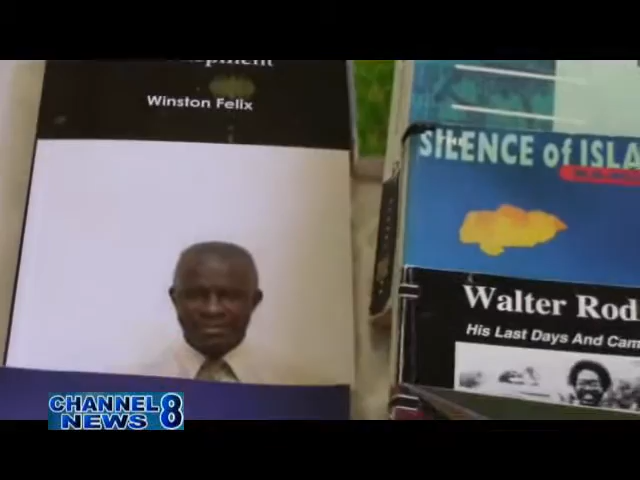 Winston Felix
SILENCE of ISLA
Walter Rod
His Last Days And Cam
CHANNEL
NEWS 8